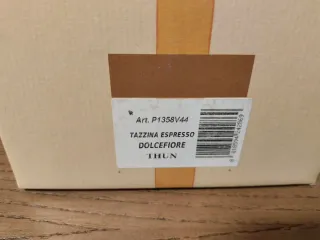 Art. P1358V44
TAZZINA ESPRESSO
DOLCEFIORE
THUN